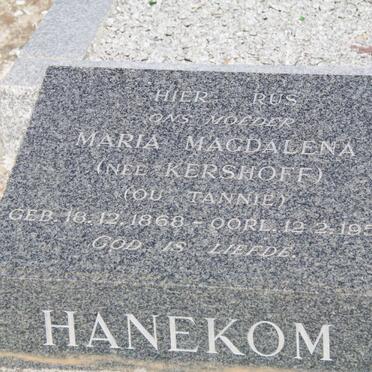 HIER RUS
ONS MOEDER
MARIA MAGDALENA
(NEE KERSHOFF)
(OU TANNIE)
GEB. 18.12.1868 - OORL. 12-2-
GOD IS LIEFDE.
HANEKOM